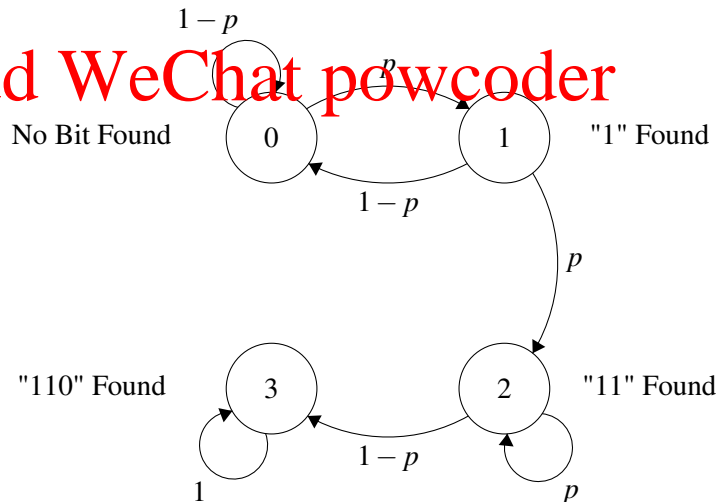 1 − p
d WeChat powcoder
p
No Bit Found 0 1 "1" Found
1 − p
p
"110" Found 3 2 "11" Found
1 − p
1 p